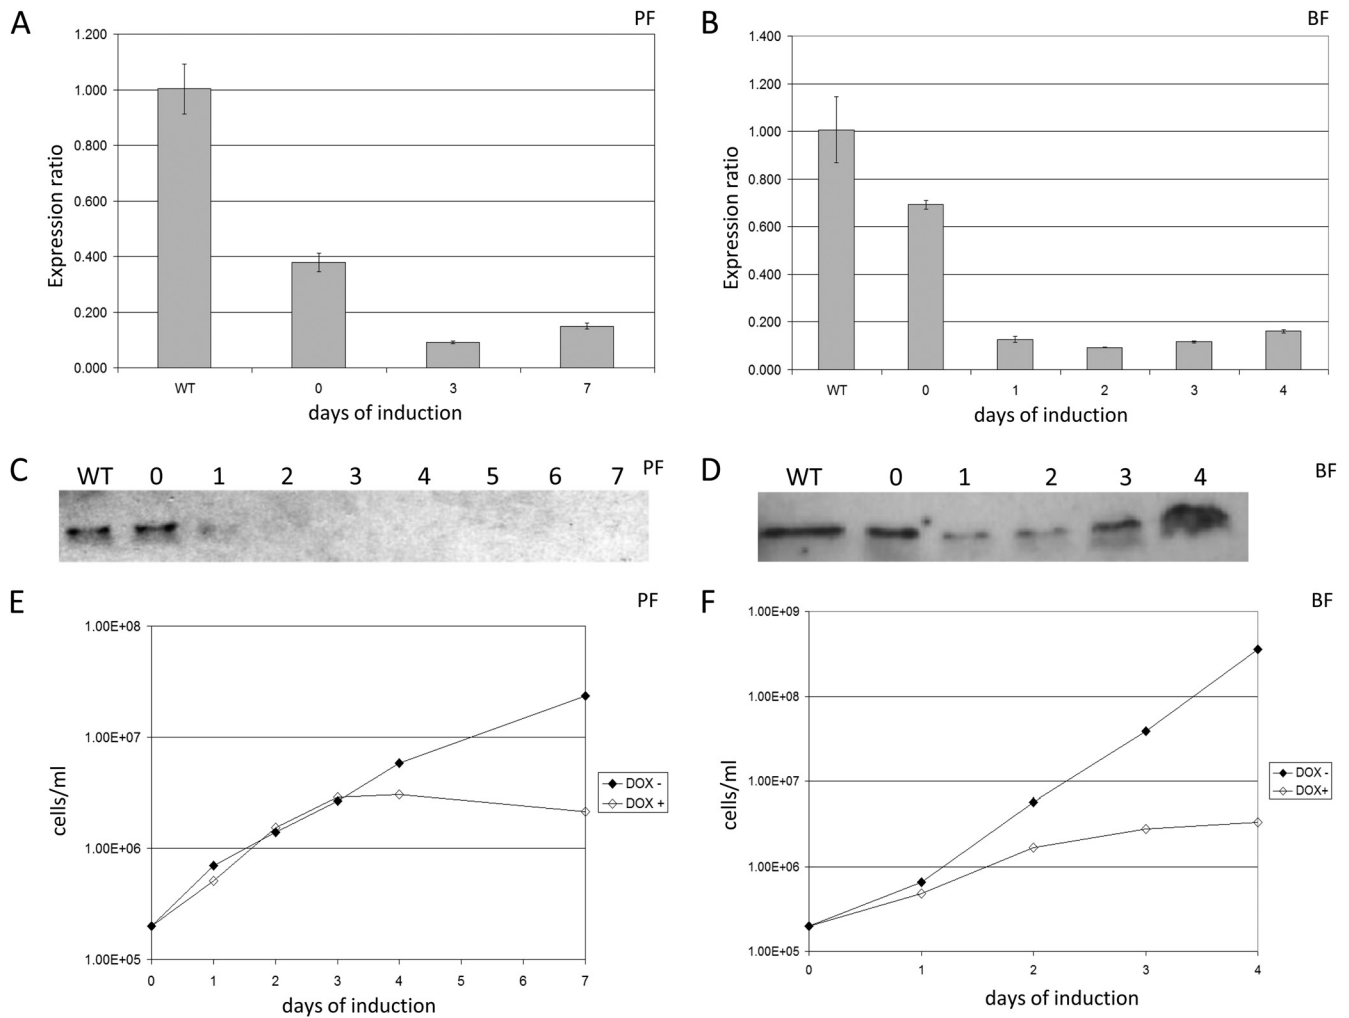 A
PF
1.200
1.000
0.800
0.600
0.400
0.200
0.000
Expression ratio
WT 0 3 7
days of induction
B
BF
1.400
1.200
1.000
0.800
0.600
0.400
0.200
0.000
Expression ratio
WT 0 1 2 3 4
days of induction
C
WT 0 1 2 3 4 5 6 7
PF
D
WT 0 1 2 3 4
BF
E
PF
1.00E+08
1.00E+07
1.00E+06
1.00E+05
cells/ml
0 1 2 3 4 5 6 7
days of induction
DOX -
DOX +
F
BF
1.00E+09
1.00E+08
1.00E+07
1.00E+06
1.00E+05
cells/ml
0 1 2 3 4
days of induction
DOX -
DOX+